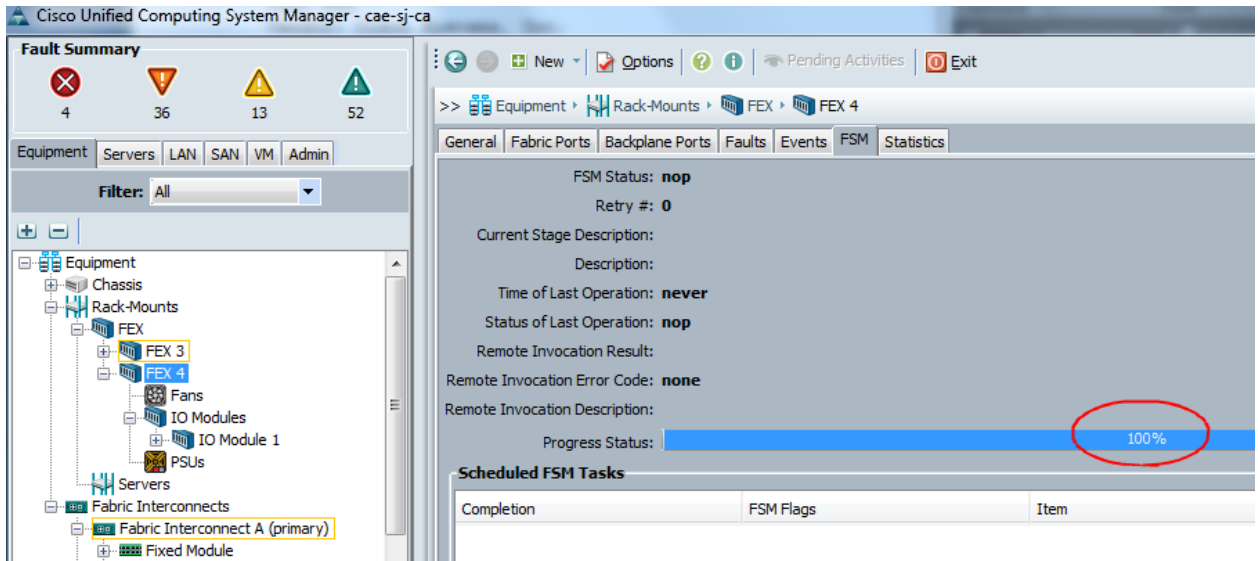 Cisco Unified Computing System Manager - cae-sj-ca
Fault Summary
4 36 13 52
Equipment Servers LAN SAN VM Admin
Filter: All
Equipment
Chassis
Rack-Mounts
FEX
FEX 3
FEX 4
Fans
IO Modules
IO Module 1
PSUs
Servers
Fabric Interconnects
Fabric Interconnect A (primary)
Fixed Module
New Options Pending Activities Exit
>> Equipment Rack-Mounts FEX FEX 4
General Fabric Ports Backplane Ports Faults Events FSM Statistics
FSM Status: nop
Retry #: 0
Current Stage Description:
Description:
Time of Last Operation: never
Status of Last Operation: nop
Remote Invocation Result:
Remote Invocation Error Code: none
Remote Invocation Description:
Progress Status: 100%
Scheduled FSM Tasks
Completion FSM Flags Item